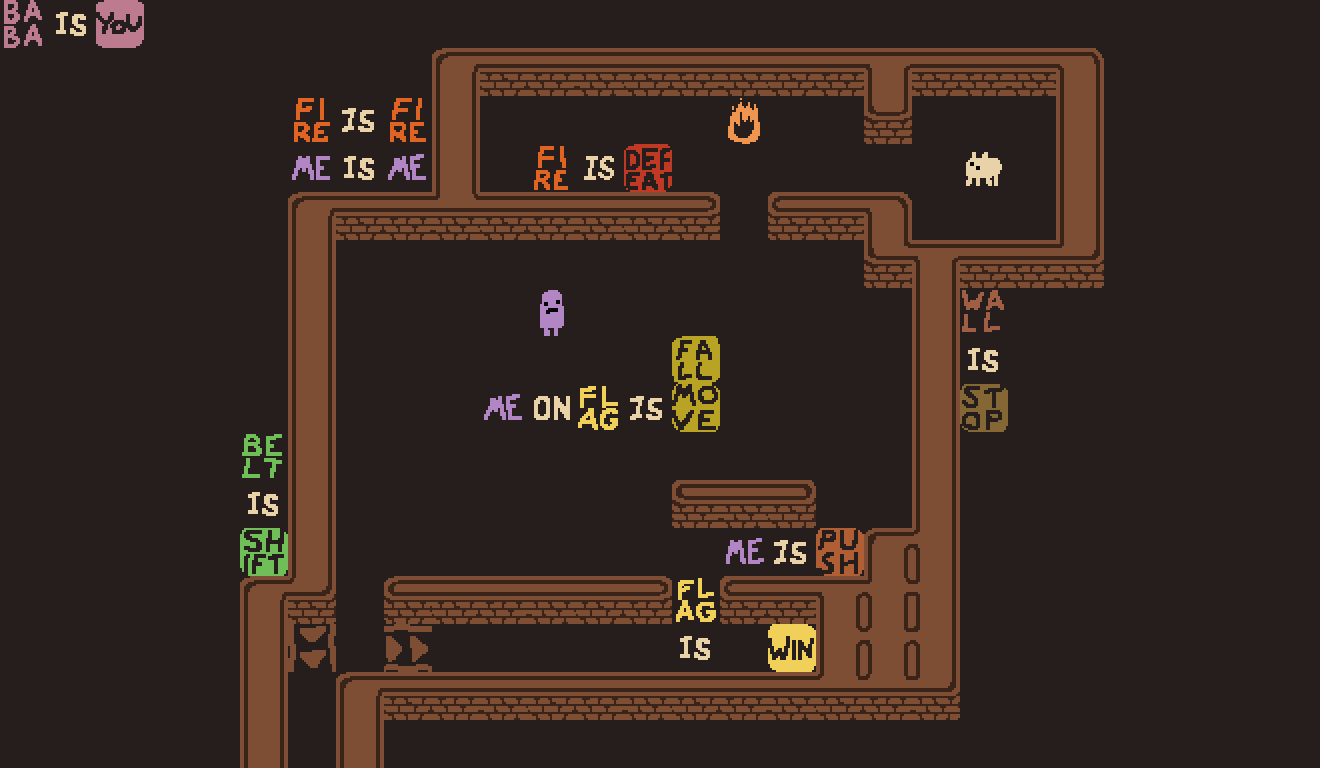 BABA IS YOU
FIRE IS FIRE
ME IS ME
FIRE IS DEFEAT
WALL
IS
STOP
FALL
ME ON FLAG IS MOVE
BELT
IS
SHIFT
ME IS PUSH
FLAG
IS WIN